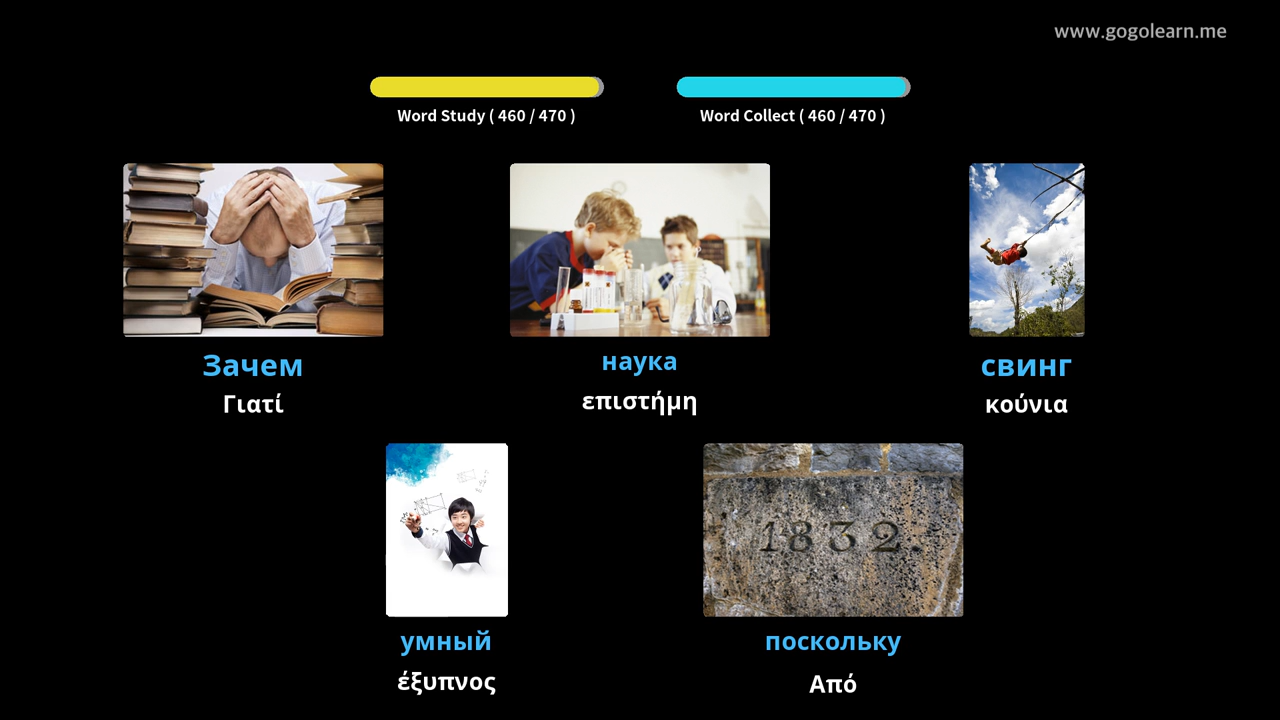 www.gogolearn.me
Word Study ( 460 / 470 )
Word Collect ( 460 / 470 )
Зачем
Γιατί
наука
επιστήμη
свинг
κούνια
умный
έξυπνος
1832.
поскольку
Από